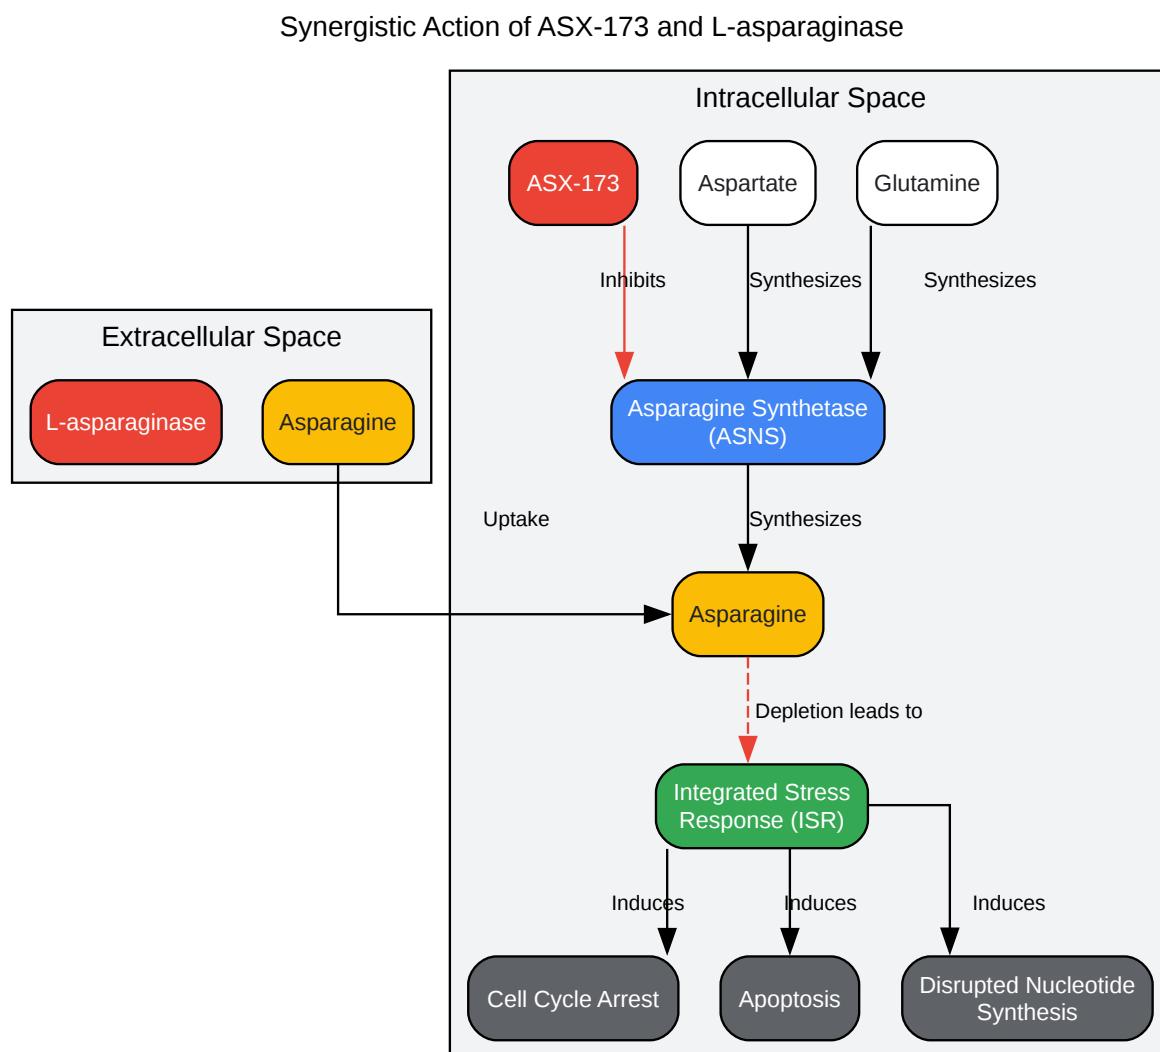 Synergistic Action of ASX-173 and L-asparaginase
Intracellular Space
ASX-173
Aspartate
Glutamine
Inhibits
Synthesizes
Synthesizes
Extracellular Space
L-asparaginase
Asparagine
Asparagine Synthetase
(ASNS)
Uptake
Synthesizes
Asparagine
Depletion leads to
Integrated Stress
Response (ISR)
Induces
Induces
Induces
Cell Cycle Arrest
Apoptosis
Disrupted Nucleotide
Synthesis